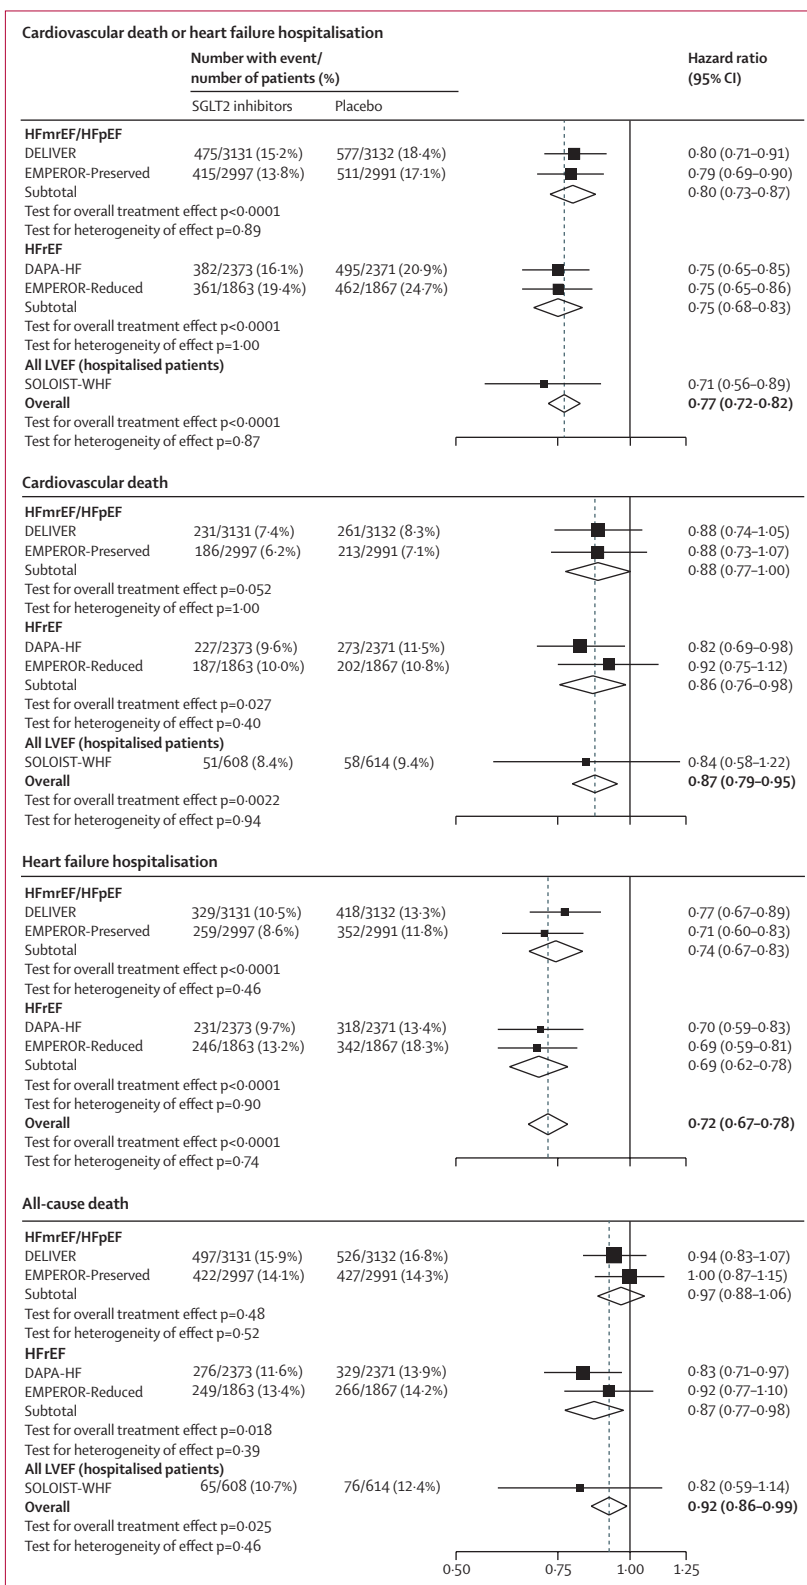 Cardiovascular death or heart failure hospitalisation
Number with event/ number of patients (%) Hazard ratio (95% CI)
SGLT2 inhibitors Placebo
HFmrEF/HFpEF
DELIVER 475/3131 (15·2%) 577/3132 (18·4%) 0·80 (0·71–0·91)
EMPEROR-Preserved 415/2997 (13·8%) 511/2991 (17·1%) 0·79 (0·69–0·90)
Subtotal 0·80 (0·73–0·87)
Test for overall treatment effect p<0·0001
Test for heterogeneity of effect p=0·89
HFrEF
DAPA-HF 382/2373 (16·1%) 495/2371 (20·9%) 0·75 (0·65–0·85)
EMPEROR-Reduced 361/1863 (19·4%) 462/1867 (24·7%) 0·75 (0·65–0·86)
Subtotal 0·75 (0·68–0·83)
Test for overall treatment effect p<0·0001
Test for heterogeneity of effect p=1·00
All LVEF (hospitalised patients)
SOLOIST-WHF 0·71 (0·56–0·89)
Overall 0·77 (0·72-0·82)
Test for overall treatment effect p<0·0001
Test for heterogeneity of effect p=0·87
Cardiovascular death
HFmrEF/HFpEF
DELIVER 231/3131 (7·4%) 261/3132 (8·3%) 0·88 (0·74–1·05)
EMPEROR-Preserved 186/2997 (6·2%) 213/2991 (7·1%) 0·88 (0·73–1·07)
Subtotal 0·88 (0·77–1·00)
Test for overall treatment effect p=0·052
Test for heterogeneity of effect p=1·00
HFrEF
DAPA-HF 227/2373 (9·6%) 273/2371 (11·5%) 0·82 (0·69–0·98)
EMPEROR-Reduced 187/1863 (10·0%) 202/1867 (10·8%) 0·92 (0·75–1·12)
Subtotal 0·86 (0·76–0·98)
Test for overall treatment effect p=0·027
Test for heterogeneity of effect p=0·40
All LVEF (hospitalised patients)
SOLOIST-WHF 51/608 (8·4%) 58/614 (9·4%) 0·84 (0·58–1·22)
Overall 0·87 (0·79–0·95)
Test for overall treatment effect p=0·0022
Test for heterogeneity of effect p=0·94
Heart failure hospitalisation
HFmrEF/HFpEF
DELIVER 329/3131 (10·5%) 418/3132 (13·3%) 0·77 (0·67–0·89)
EMPEROR-Preserved 259/2997 (8·6%) 352/2991 (11·8%) 0·71 (0·60–0·83)
Subtotal 0·74 (0·67–0·83)
Test for overall treatment effect p<0·0001
Test for heterogeneity of effect p=0·46
HFrEF
DAPA-HF 231/2373 (9·7%) 318/2371 (13·4%) 0·70 (0·59–0·83)
EMPEROR-Reduced 246/1863 (13·2%) 342/1867 (18·3%) 0·69 (0·59–0·81)
Subtotal 0·69 (0·62–0·78)
Test for overall treatment effect p<0·0001
Test for heterogeneity of effect p=0·90
Overall 0·72 (0·67–0·78)
Test for overall treatment effect p<0·0001
Test for heterogeneity of effect p=0·74
All-cause death
HFmrEF/HFpEF
DELIVER 497/3131 (15·9%) 526/3132 (16·8%) 0·94 (0·83–1·07)
EMPEROR-Preserved 422/2997 (14·1%) 427/2991 (14·3%) 1·00 (0·87–1·15)
Subtotal 0·97 (0·88–1·06)
Test for overall treatment effect p=0·48
Test for heterogeneity of effect p=0·52
HFrEF
DAPA-HF 276/2373 (11·6%) 329/2371 (13·9%) 0·83 (0·71–0·97)
EMPEROR-Reduced 249/1863 (13·4%) 266/1867 (14·2%) 0·92 (0·77–1·10)
Subtotal 0·87 (0·77–0·98)
Test for overall treatment effect p=0·018
Test for heterogeneity of effect p=0·39
All LVEF (hospitalised patients)
SOLOIST-WHF 65/608 (10·7%) 76/614 (12·4%) 0·82 (0·59–1·14)
Overall 0·92 (0·86–0·99)
Test for overall treatment effect p=0·025
Test for heterogeneity of effect p=0·46
0·50 0·75 1·00 1·25